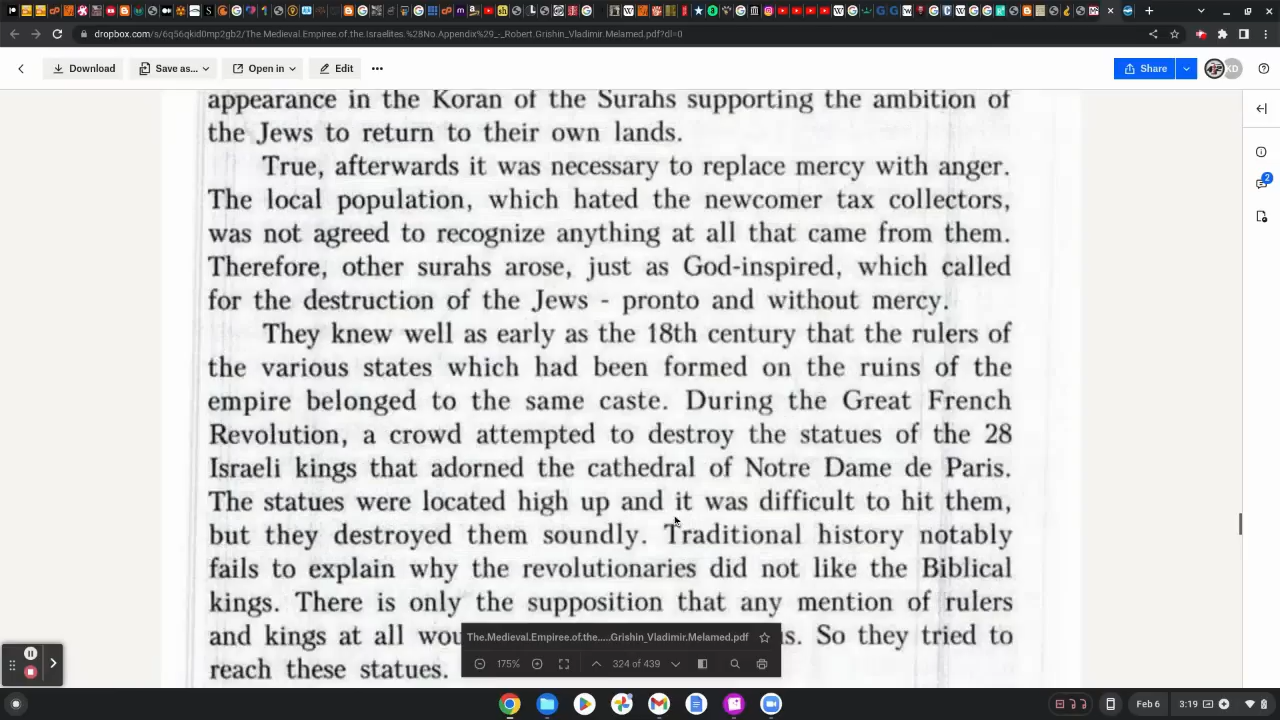 dropbox.com/s/6q56qkid0mp2gb2/The.Medieval.Empiree.of.the.Israelites.%28No.Appendix%29_-_Robert.Grishin_Vladimir.Melamed.pdf?dl=0
Download Save as... Open in Edit Share KD
2
appearance in the Koran of the Surahs supporting the ambition of
the Jews to return to their own lands.
True, afterwards it was necessary to replace mercy with anger.
The local population, which hated the newcomer tax collectors,
was not agreed to recognize anything at all that came from them.
Therefore, other surahs arose, just as God-inspired, which called
for the destruction of the Jews - pronto and without mercy.
They knew well as early as the 18th century that the rulers of
the various states which had been formed on the ruins of the
empire belonged to the same caste. During the Great French
Revolution, a crowd attempted to destroy the statues of the 28
Israeli kings that adorned the cathedral of Notre Dame de Paris.
The statues were located high up and it was difficult to hit them,
but they destroyed them soundly. Traditional history notably
fails to explain why the revolutionaries did not like the Biblical
kings. There is only the supposition that any mention of rulers
and kings at all wou s. So they tried to
reach these statues.
The.Medieval.Empiree.of.the.....Grishin_Vladimir.Melamed.pdf
175% 324 of 439
Feb 6 3:19